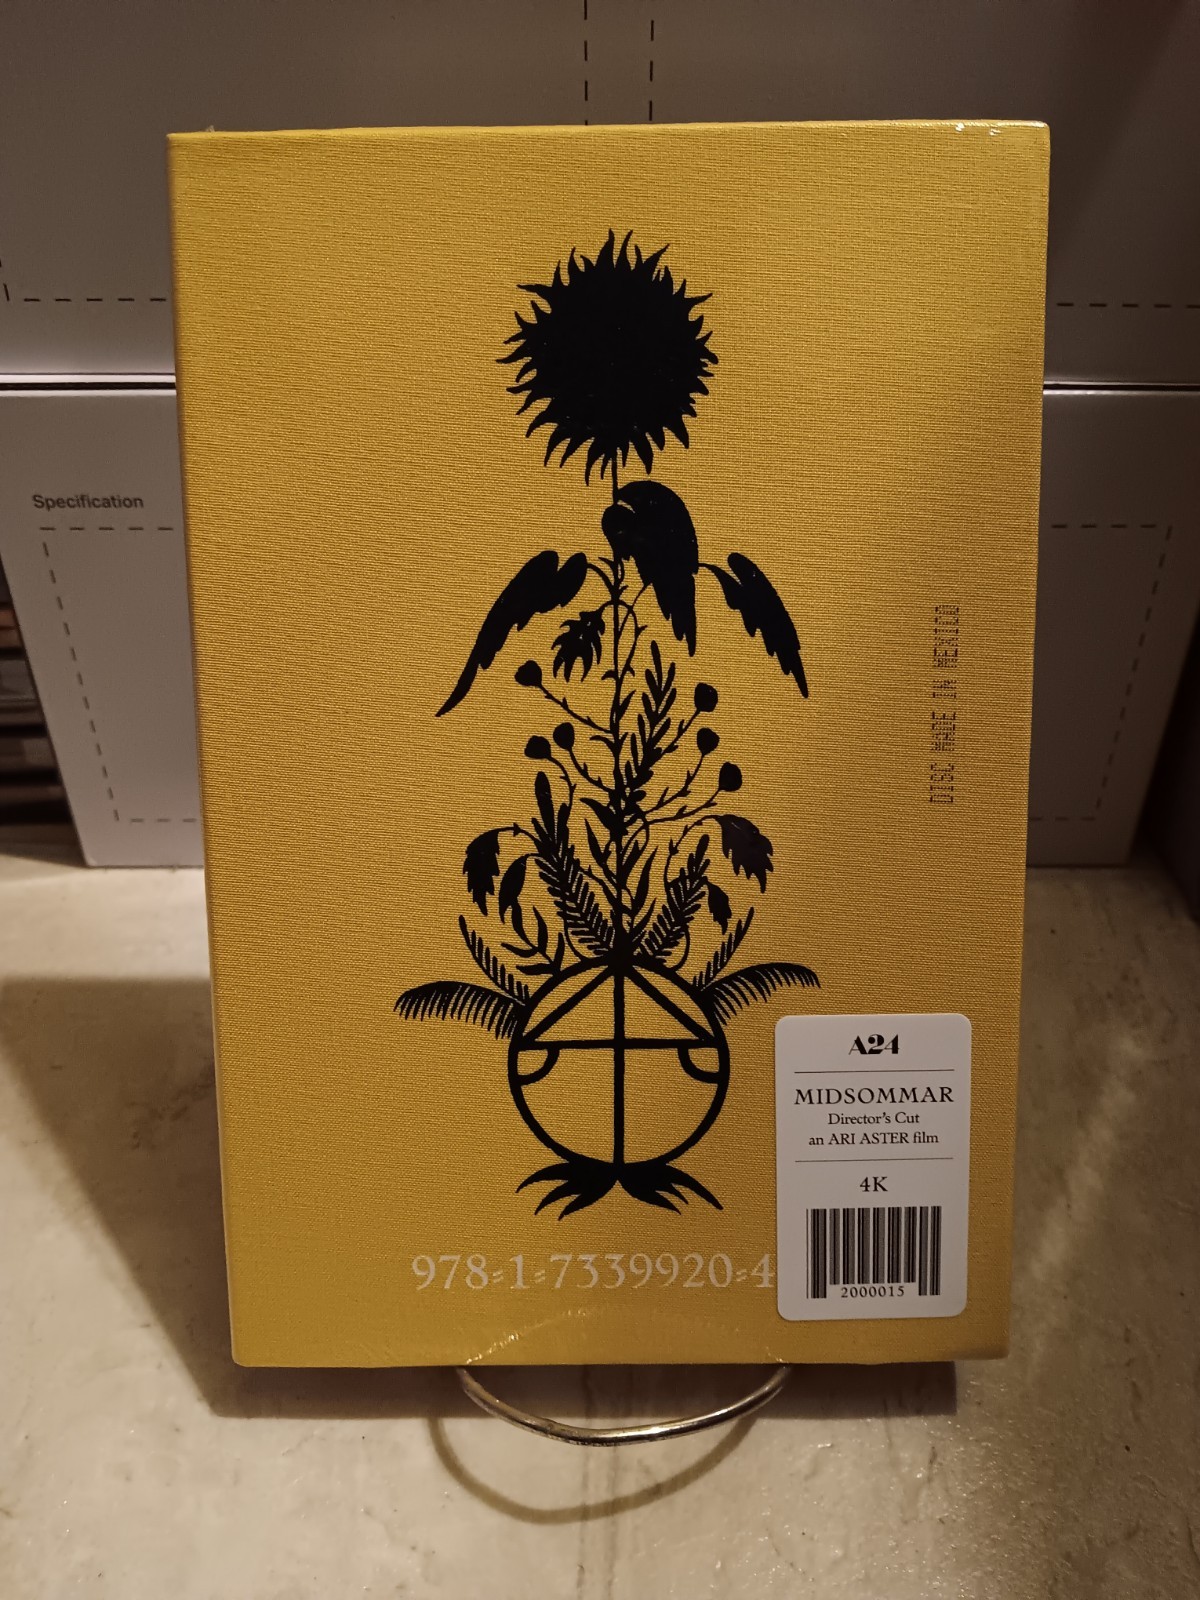 Specification
DISC MADE IN MEXICO
A24
MIDSOMMAR
Director's Cut
an ARI ASTER film
4K
2000015
978-1-7339920-4